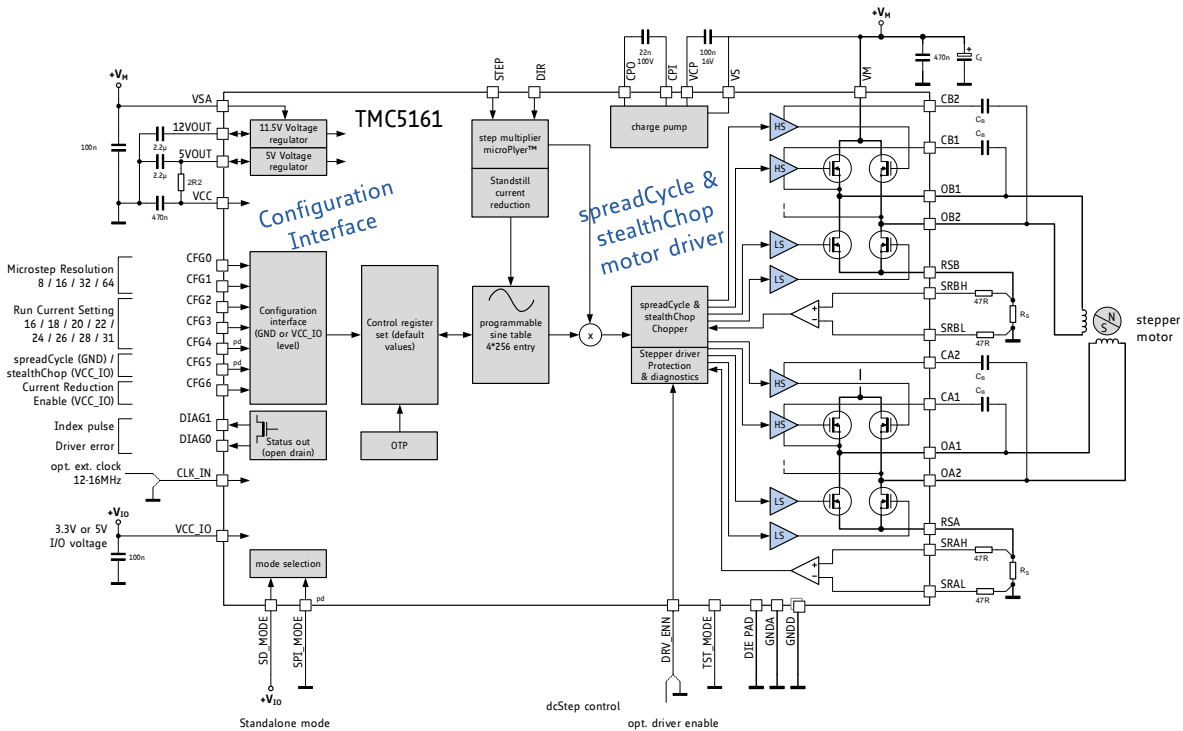 +VM
22n
100V
100n
16V
470n
CE
STEP
DIR
CPO
CPI
VCP
VS
VM
+VM
VSA
TMC5161
CB2
12VOUT
11.5V Voltage
regulator
step multiplier
microPlyer™
charge pump
HS
CB
100n
2.2µ
5VOUT
5V Voltage
regulator
CB1
CB
2.2µ
2R2
Standstill
current
reduction
HS
VCC
470n
OB1
Configuration
Interface
spreadCycle &
stealthChop
motor driver
OB2
LS
CFG0
RSB
Microstep Resolution
8 / 16 / 32 / 64
CFG1
LS
SRBH
47R
CFG2
Run Current Setting
16 / 18 / 20 / 22 /
24 / 26 / 28 / 31
CFG3
Configuration
interface
(GND or VCC_IO
level)
Control register
set (default
values)
programmable
sine table
4*256 entry
x
spreadCycle &
stealthChop
Chopper
+
−
RS
N
S
stepper
motor
SRBL
47R
CFG4
pd
spreadCycle (GND) /
stealthChop (VCC_IO)
CFG5
pd
Stepper driver
Protection
& diagnostics
CA2
CB
HS
Current Reduction
Enable (VCC_IO)
CFG6
CA1
CB
HS
Index pulse
DIAG1
Driver error
DIAG0
Status out
(open drain)
OTP
OA1
opt. ext. clock
12-16MHz
CLK_IN
OA2
LS
+VIO
3.3V or 5V
I/O voltage
VCC_IO
RSA
LS
100n
SRAH
47R
mode selection
+
−
RS
SRAL
47R
pd
SD_MODE
SPI_MODE
DRV_ENN
TST_MODE
DIE PAD
GNDA
GNDD
+VIO
dcStep control
Standalone mode
opt. driver enable